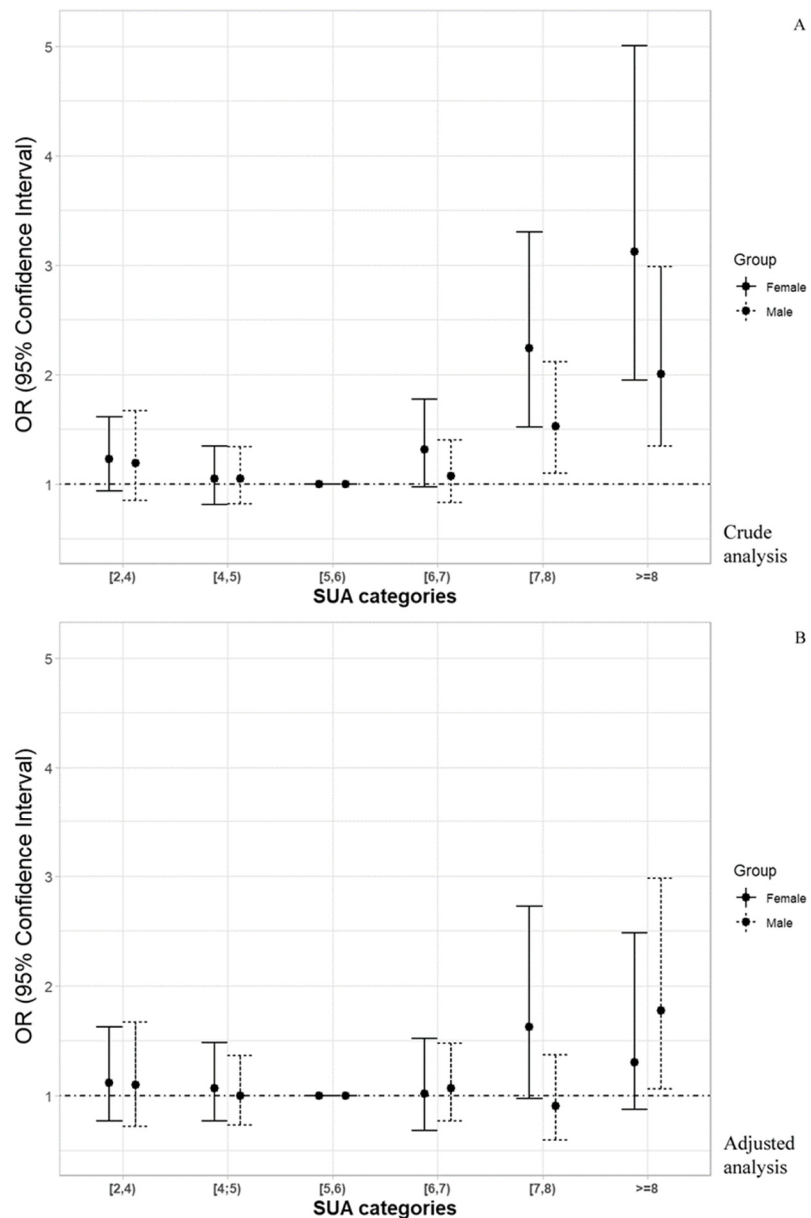 A
5
4
3
2
1
OR (95% Confidence Interval)
Group
Female
Male
Crude
analysis
[2,4) [4,5) [5,6) [6,7) [7,8) >=8
SUA categories
B
5
4
3
2
1
OR (95% Confidence Interval)
Group
Female
Male
Adjusted
analysis
[2,4) [4;5) [5,6) [6,7) [7,8) >=8
SUA categories